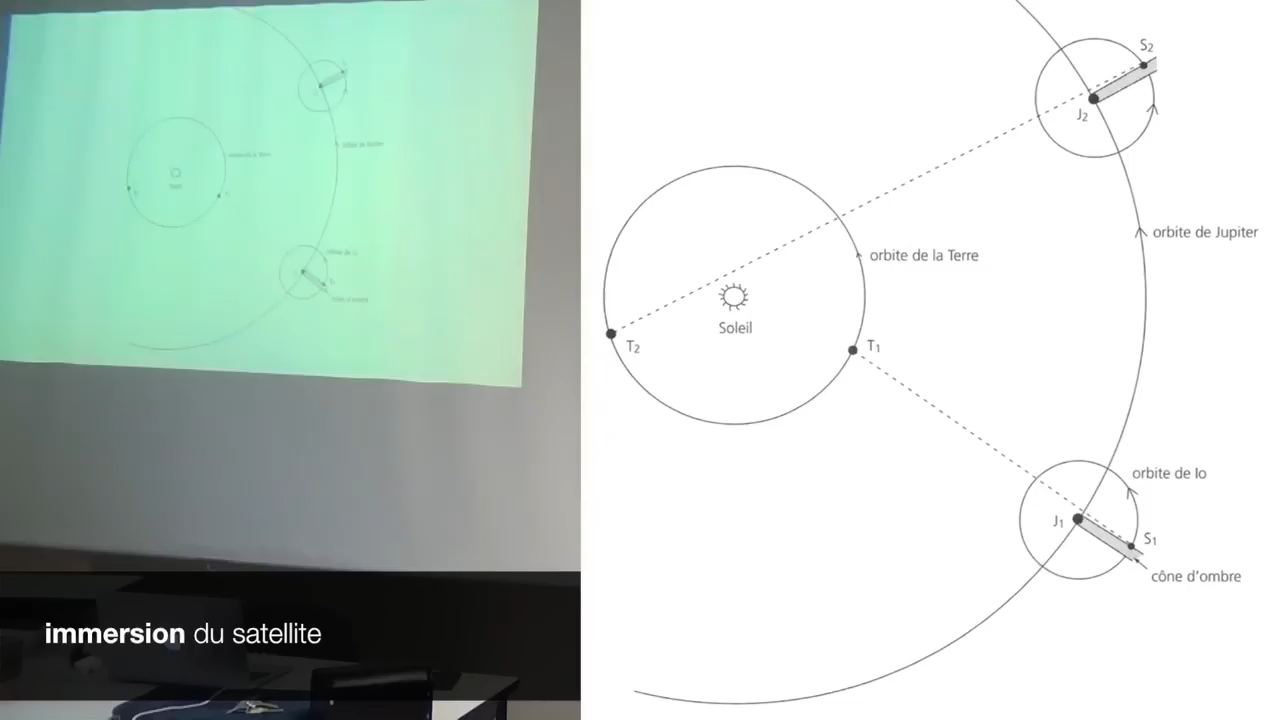 immersion du satellite
S2
J2
orbite de Jupiter
orbite de la Terre
Soleil
T2
T1
orbite de Io
J1
S1
cône d'ombre